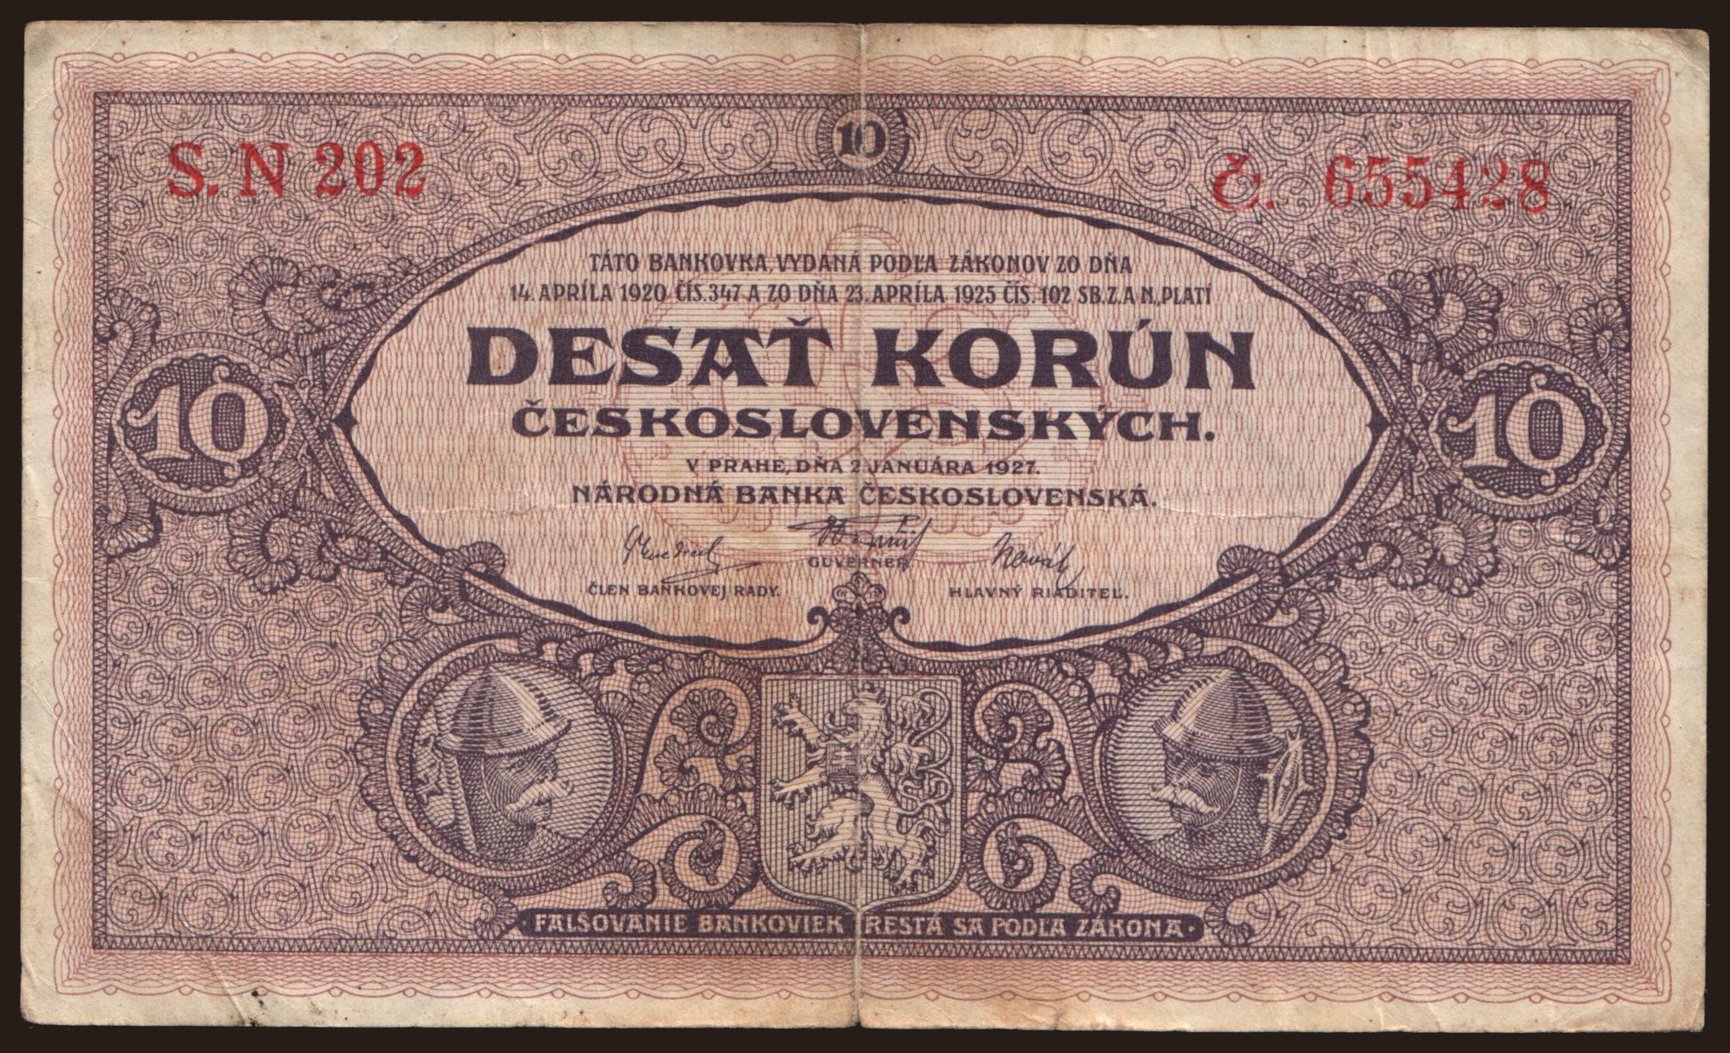 10
S. N 202
Č. 655428
TÁTO BANKOVKA, VYDANÁ PODĽA ZÁKONOV ZO DŇA
14. APRÍLA 1920 ČÍS. 347 A ZO DŇA 23. APRÍLA 1925 ČÍS. 102 SB. Z. A N., PLATÍ
DESAŤ KORÚN
ČESKOSLOVENSKÝCH.
10
10
V PRAHE, DŇA 2 JANUÁRA 1927.
NÁRODNÁ BANKA ČESKOSLOVENSKÁ.
GUVERNÉR
ČLEN BANKOVEJ RADY.
HLAVNÝ RIADITEĽ.
FALŠOVANIE BANKOVIEK TRESTÁ SA PODĽA ZÁKONA